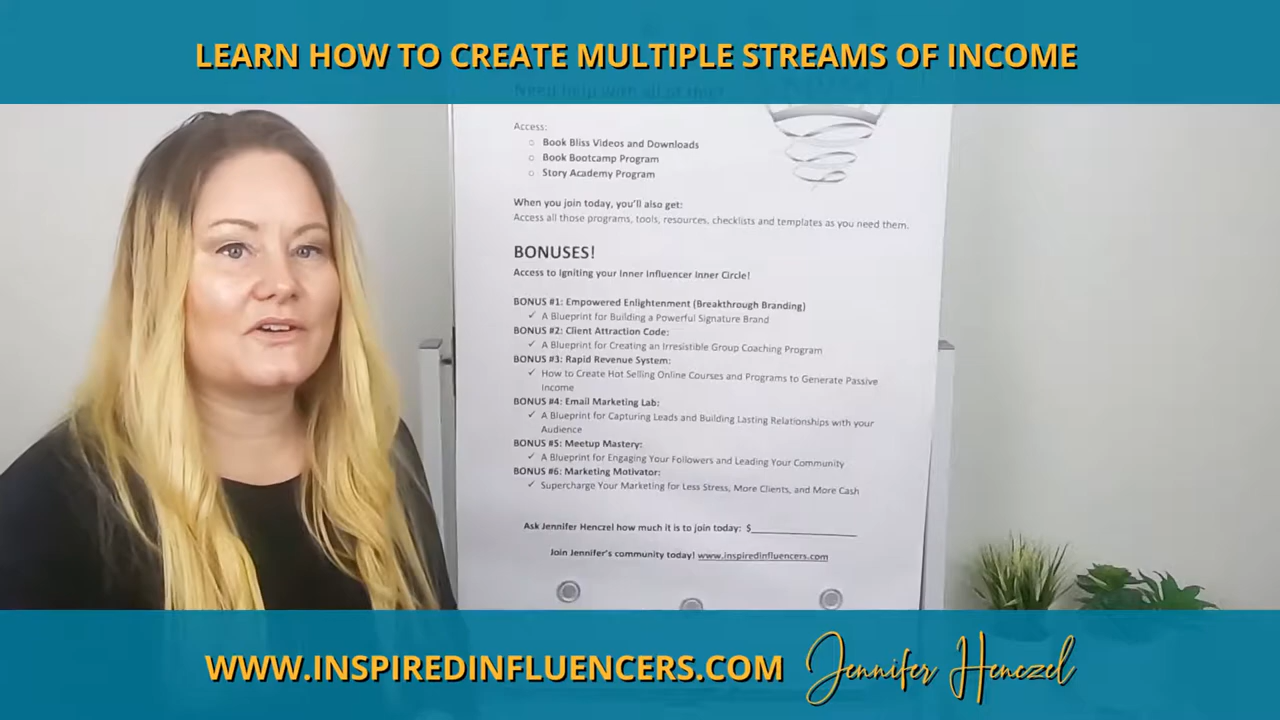 LEARN HOW TO CREATE MULTIPLE STREAMS OF INCOME
Need help with all of this?
Access:
○ Book Bliss Videos and Downloads
○ Book Bootcamp Program
○ Story Academy Program
When you join today, you'll also get:
Access all those programs, tools, resources, checklists and templates as you need them.
BONUSES!
Access to Igniting your Inner Influencer Inner Circle!
BONUS #1: Empowered Enlightenment (Breakthrough Branding)
✓ A Blueprint for Building a Powerful Signature Brand
BONUS #2: Client Attraction Code:
✓ A Blueprint for Creating an Irresistible Group Coaching Program
BONUS #3: Rapid Revenue System:
✓ How to Create Hot Selling Online Courses and Programs to Generate Passive
Income
BONUS #4: Email Marketing Lab:
✓ A Blueprint for Capturing Leads and Building Lasting Relationships with your
Audience
BONUS #5: Meetup Mastery:
✓ A Blueprint for Engaging Your Followers and Leading Your Community
BONUS #6: Marketing Motivator:
✓ Supercharge Your Marketing for Less Stress, More Clients, and More Cash
Ask Jennifer Henczel how much it is to join today: $_______________
Join Jennifer's community today! www.inspiredinfluencers.com
WWW.INSPIREDINFLUENCERS.COM Jennifer Henczel